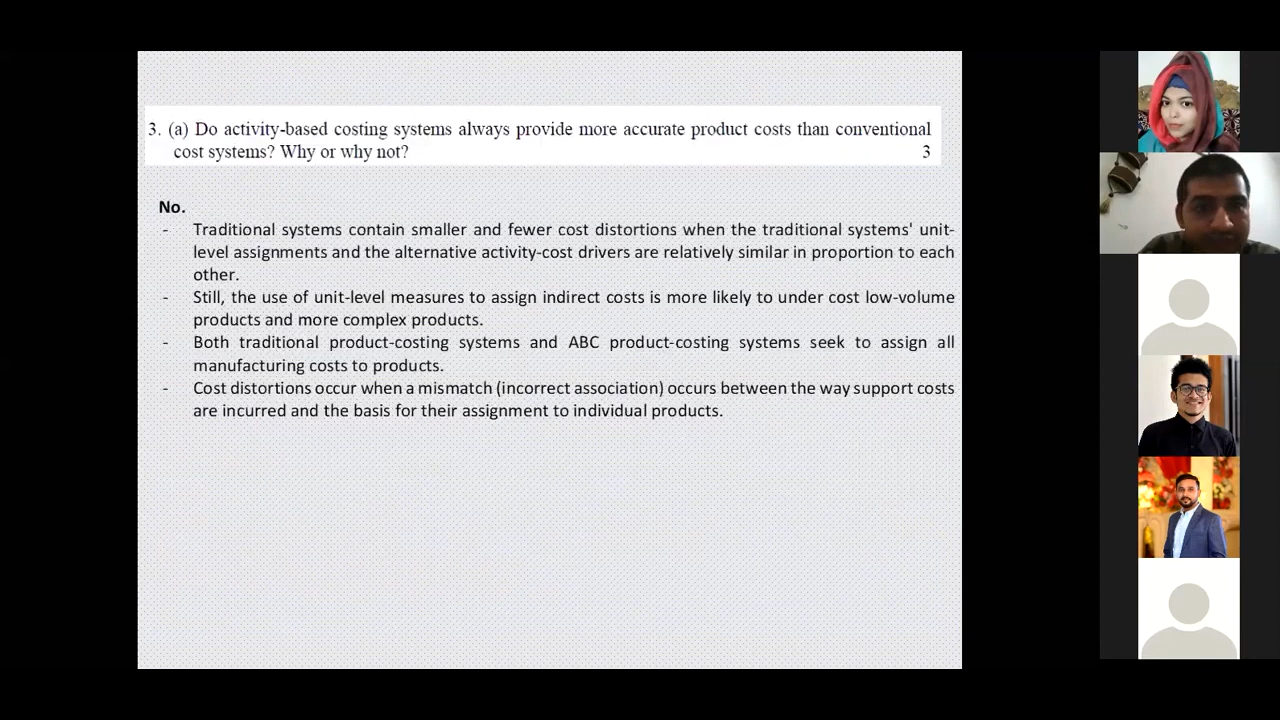 3. (a) Do activity-based costing systems always provide more accurate product costs than conventional
cost systems? Why or why not? 3
No.
- Traditional systems contain smaller and fewer cost distortions when the traditional systems' unit-
level assignments and the alternative activity-cost drivers are relatively similar in proportion to each
other.
- Still, the use of unit-level measures to assign indirect costs is more likely to under cost low-volume
products and more complex products.
- Both traditional product-costing systems and ABC product-costing systems seek to assign all
manufacturing costs to products.
- Cost distortions occur when a mismatch (incorrect association) occurs between the way support costs
are incurred and the basis for their assignment to individual products.